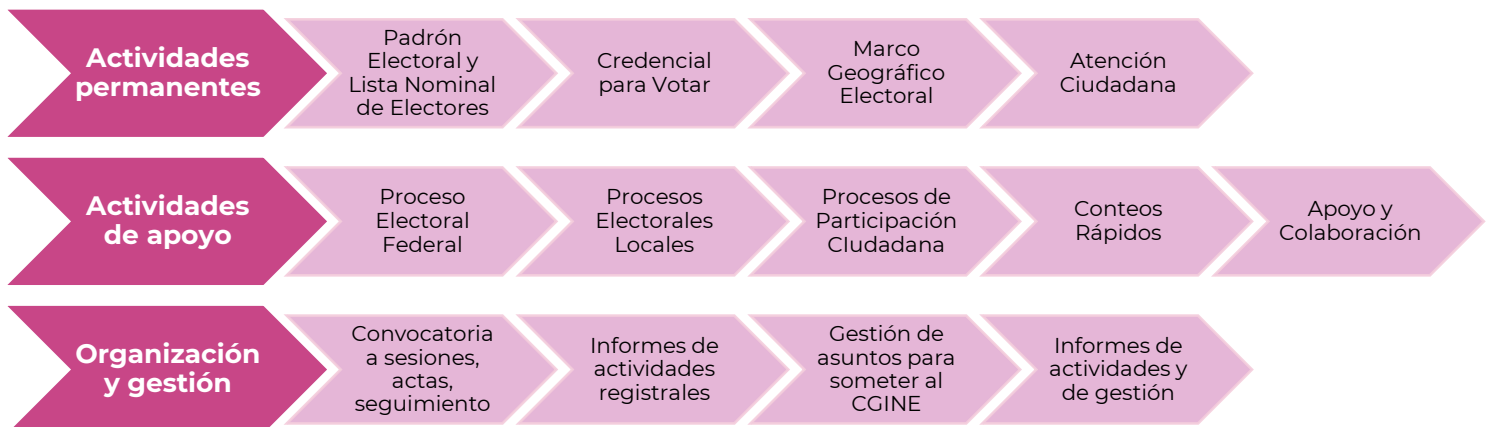 Actividades
permanentes
Padrón
Electoral y
Lista Nominal
de Electores
Credencial
para Votar
Marco
Geográfico
Electoral
Atención
Ciudadana
Actividades
de apoyo
Proceso
Electoral
Federal
Procesos
Electorales
Locales
Procesos de
Participación
CIudadana
Conteos
Rápidos
Apoyo y
Colaboración
Organización
y gestión
Convocatoria
a sesiones,
actas,
seguimiento
Informes de
actividades
registrales
Gestión de
asuntos para
someter al
CGINE
Informes de
actividades y
de gestión